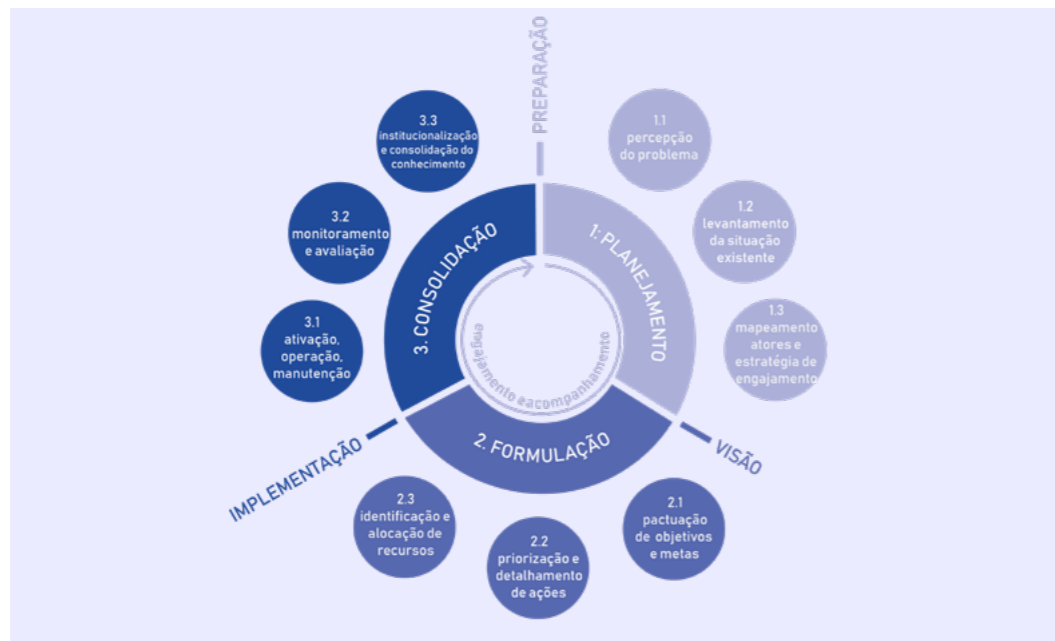 PREPARAÇÃO
1.1
percepção
do problema
1.2
levantamento
da situação
existente
1.3
mapeamento
atores e
estratégia de
engajamento
1: PLANEJAMENTO
VISÃO
2.1
pactuação
de objetivos
e metas
2.2
priorização e
detalhamento
de ações
2.3
identificação e
alocação de
recursos
2. FORMULAÇÃO
IMPLEMENTAÇÃO
3.1
ativação,
operação,
manutenção
3.2
monitoramento
e avaliação
3.3
institucionalização
e consolidação do
conhecimento
3. CONSOLIDAÇÃO
engajamento eacompanhamento